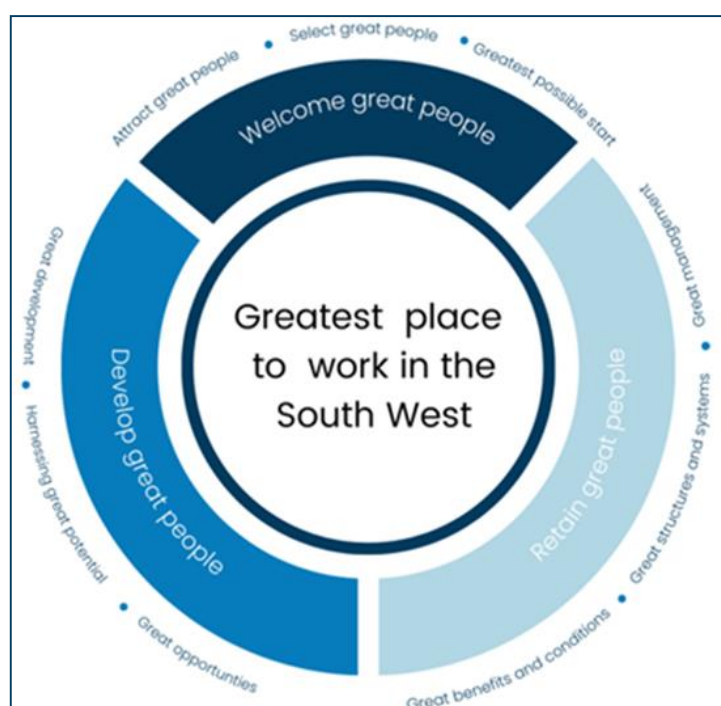 Attract great people
Select great people
Greatest possible start
Welcome great people
Great management
Great structures and systems
Great benefits and conditions
Retain great people
Great opportunties
Harnessing great potential
Great development
Develop great people
Greatest place
to work in the
South West